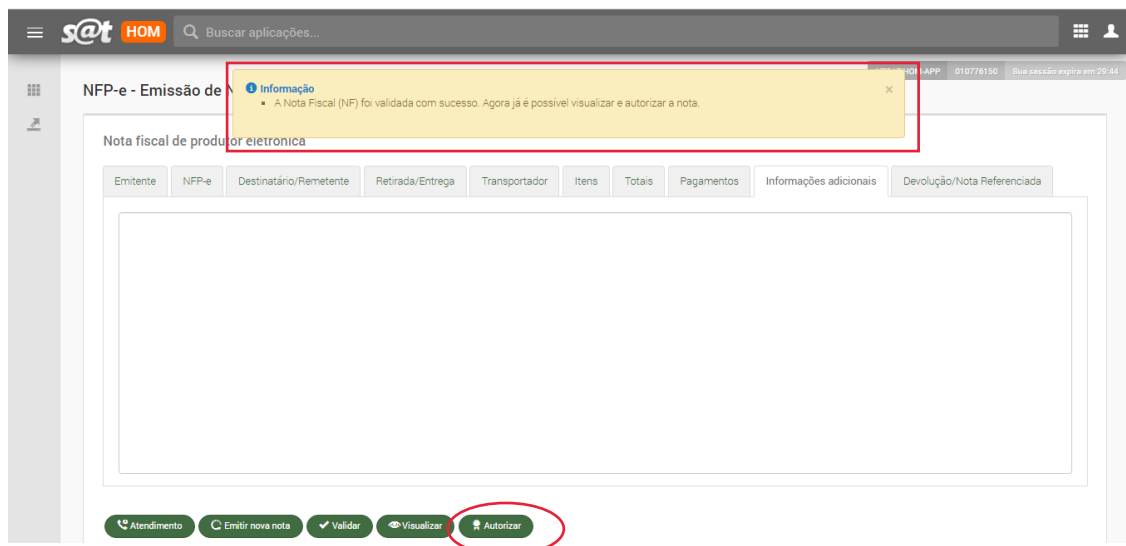 s@t HOM Buscar aplicações...
HOM-APP 010776150 Sua sessão expira em 29:44
NFP-e - Emissão de
Informação
A Nota Fiscal (NF) foi validada com sucesso. Agora já é possivel visualizar e autorizar a nota.
Nota fiscal de produtor eletronica
Emitente NFP-e Destinatário/Remetente Retirada/Entrega Transportador Itens Totais Pagamentos Informações adicionais Devolução/Nota Referenciada
Atendimento Emitir nova nota Validar Visualizar Autorizar